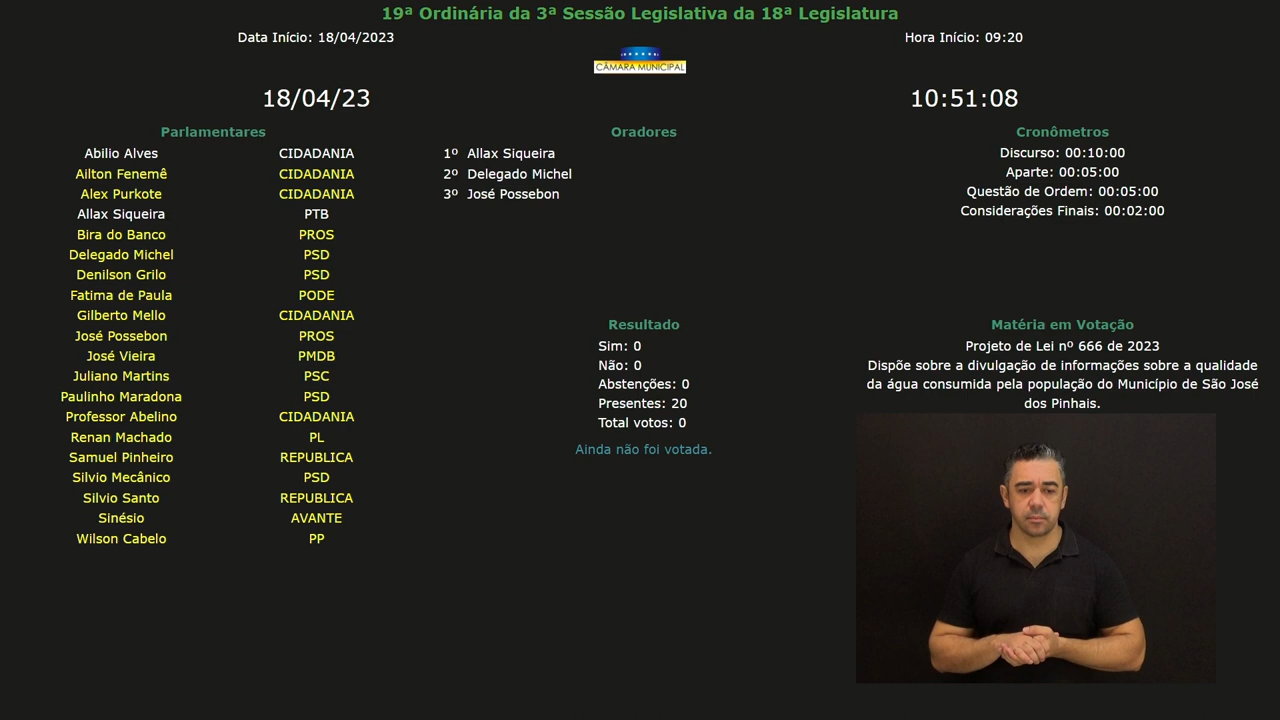 19ª Ordinária da 3ª Sessão Legislativa da 18ª Legislatura
Data Início: 18/04/2023
Hora Início: 09:20
CÂMARA MUNICIPAL
18/04/23
10:51:08
Parlamentares
Abilio Alves CIDADANIA
Ailton Fenemê CIDADANIA
Alex Purkote CIDADANIA
Allax Siqueira PTB
Bira do Banco PROS
Delegado Michel PSD
Denilson Grilo PSD
Fatima de Paula PODE
Gilberto Mello CIDADANIA
José Possebon PROS
José Vieira PMDB
Juliano Martins PSC
Paulinho Maradona PSD
Professor Abelino CIDADANIA
Renan Machado PL
Samuel Pinheiro REPUBLICA
Silvio Mecânico PSD
Silvio Santo REPUBLICA
Sinésio AVANTE
Wilson Cabelo PP
Oradores
1º Allax Siqueira
2º Delegado Michel
3º José Possebon
Resultado
Sim: 0
Não: 0
Abstenções: 0
Presentes: 20
Total votos: 0
Ainda não foi votada.
Cronômetros
Discurso: 00:10:00
Aparte: 00:05:00
Questão de Ordem: 00:05:00
Considerações Finais: 00:02:00
Matéria em Votação
Projeto de Lei nº 666 de 2023
Dispõe sobre a divulgação de informações sobre a qualidade
da água consumida pela população do Município de São José
dos Pinhais.